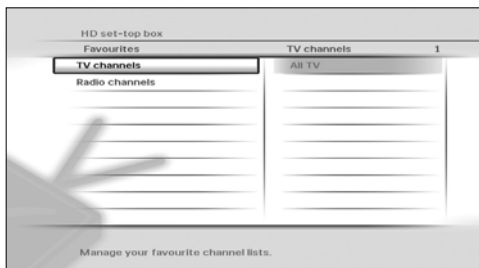 HD set-top box
Favourites TV channels 1
TV channels All TV
Radio channels
Manage your favourite channel lists.